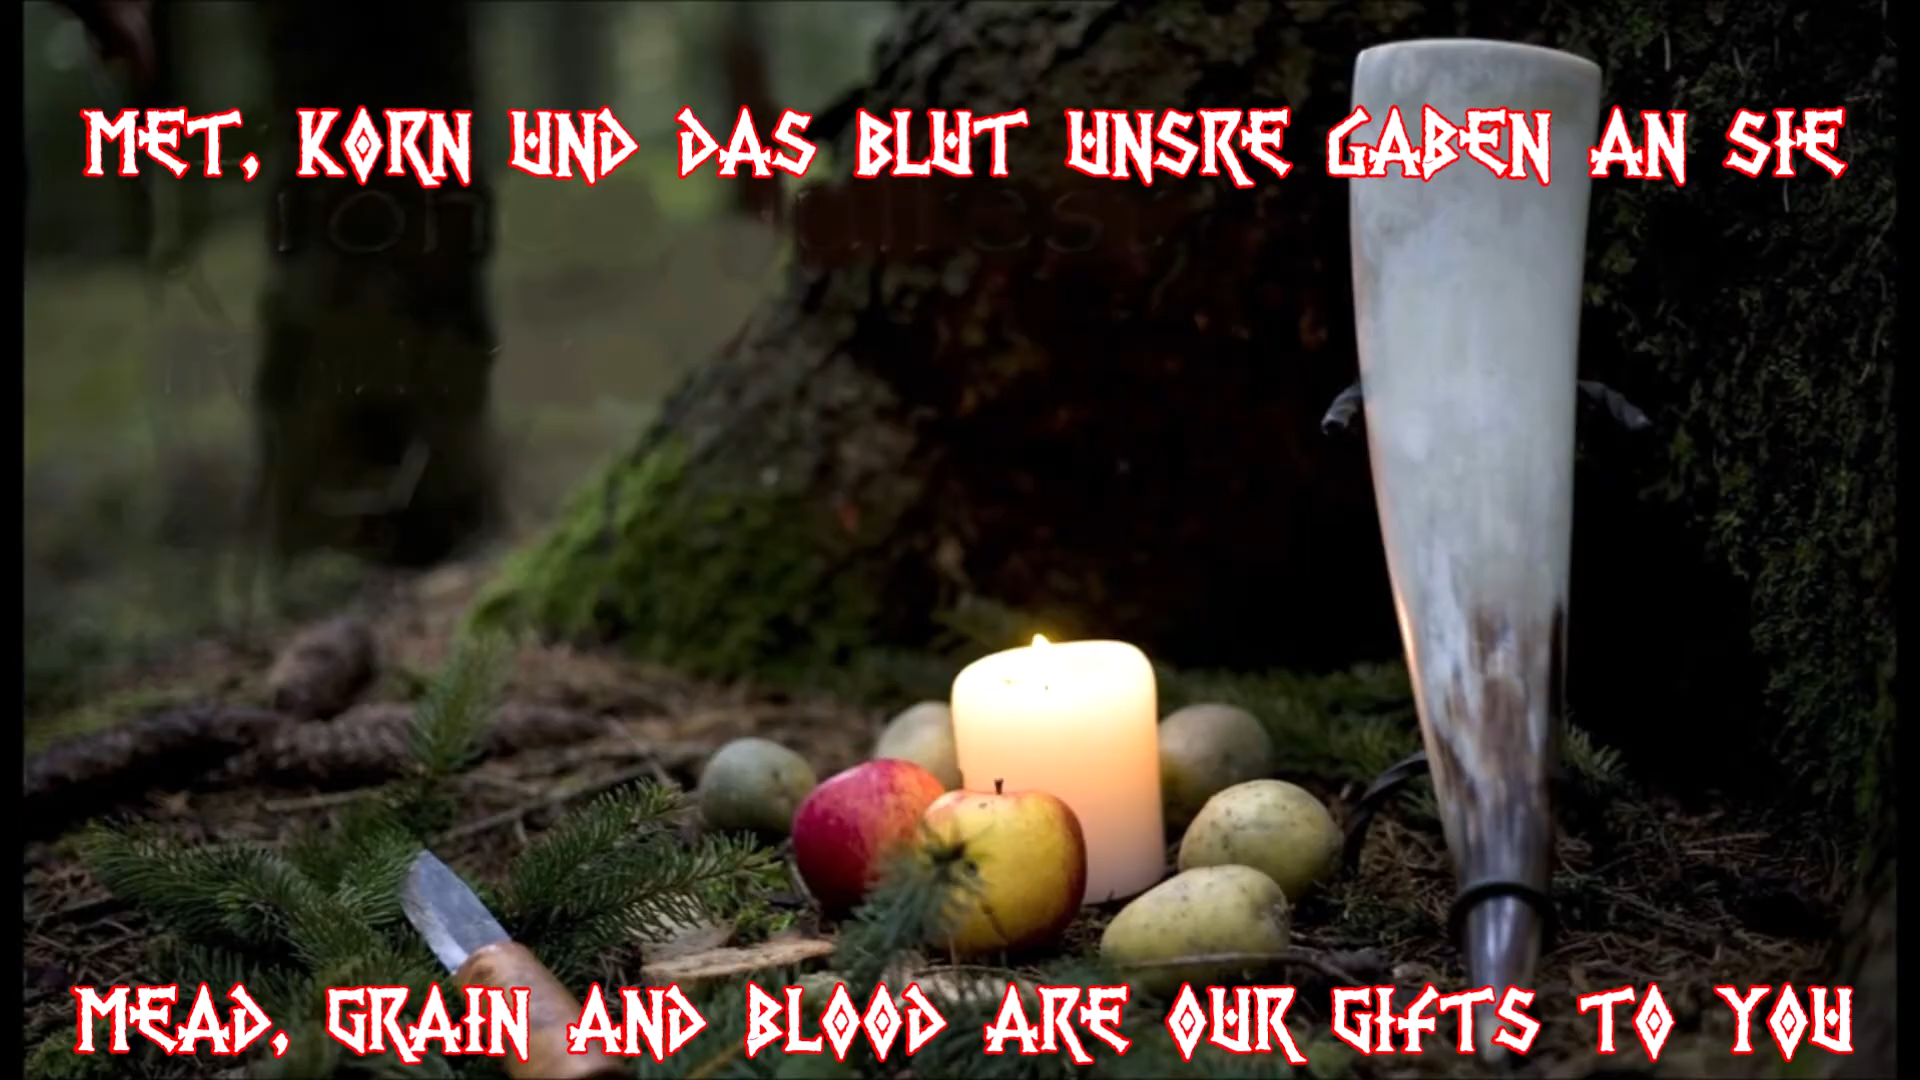 MET, KORN UND DAS BLUT UNSRE GABEN AN SIE
MEAD, GRAIN AND BLOOD ARE OUR GIFTS TO YOU